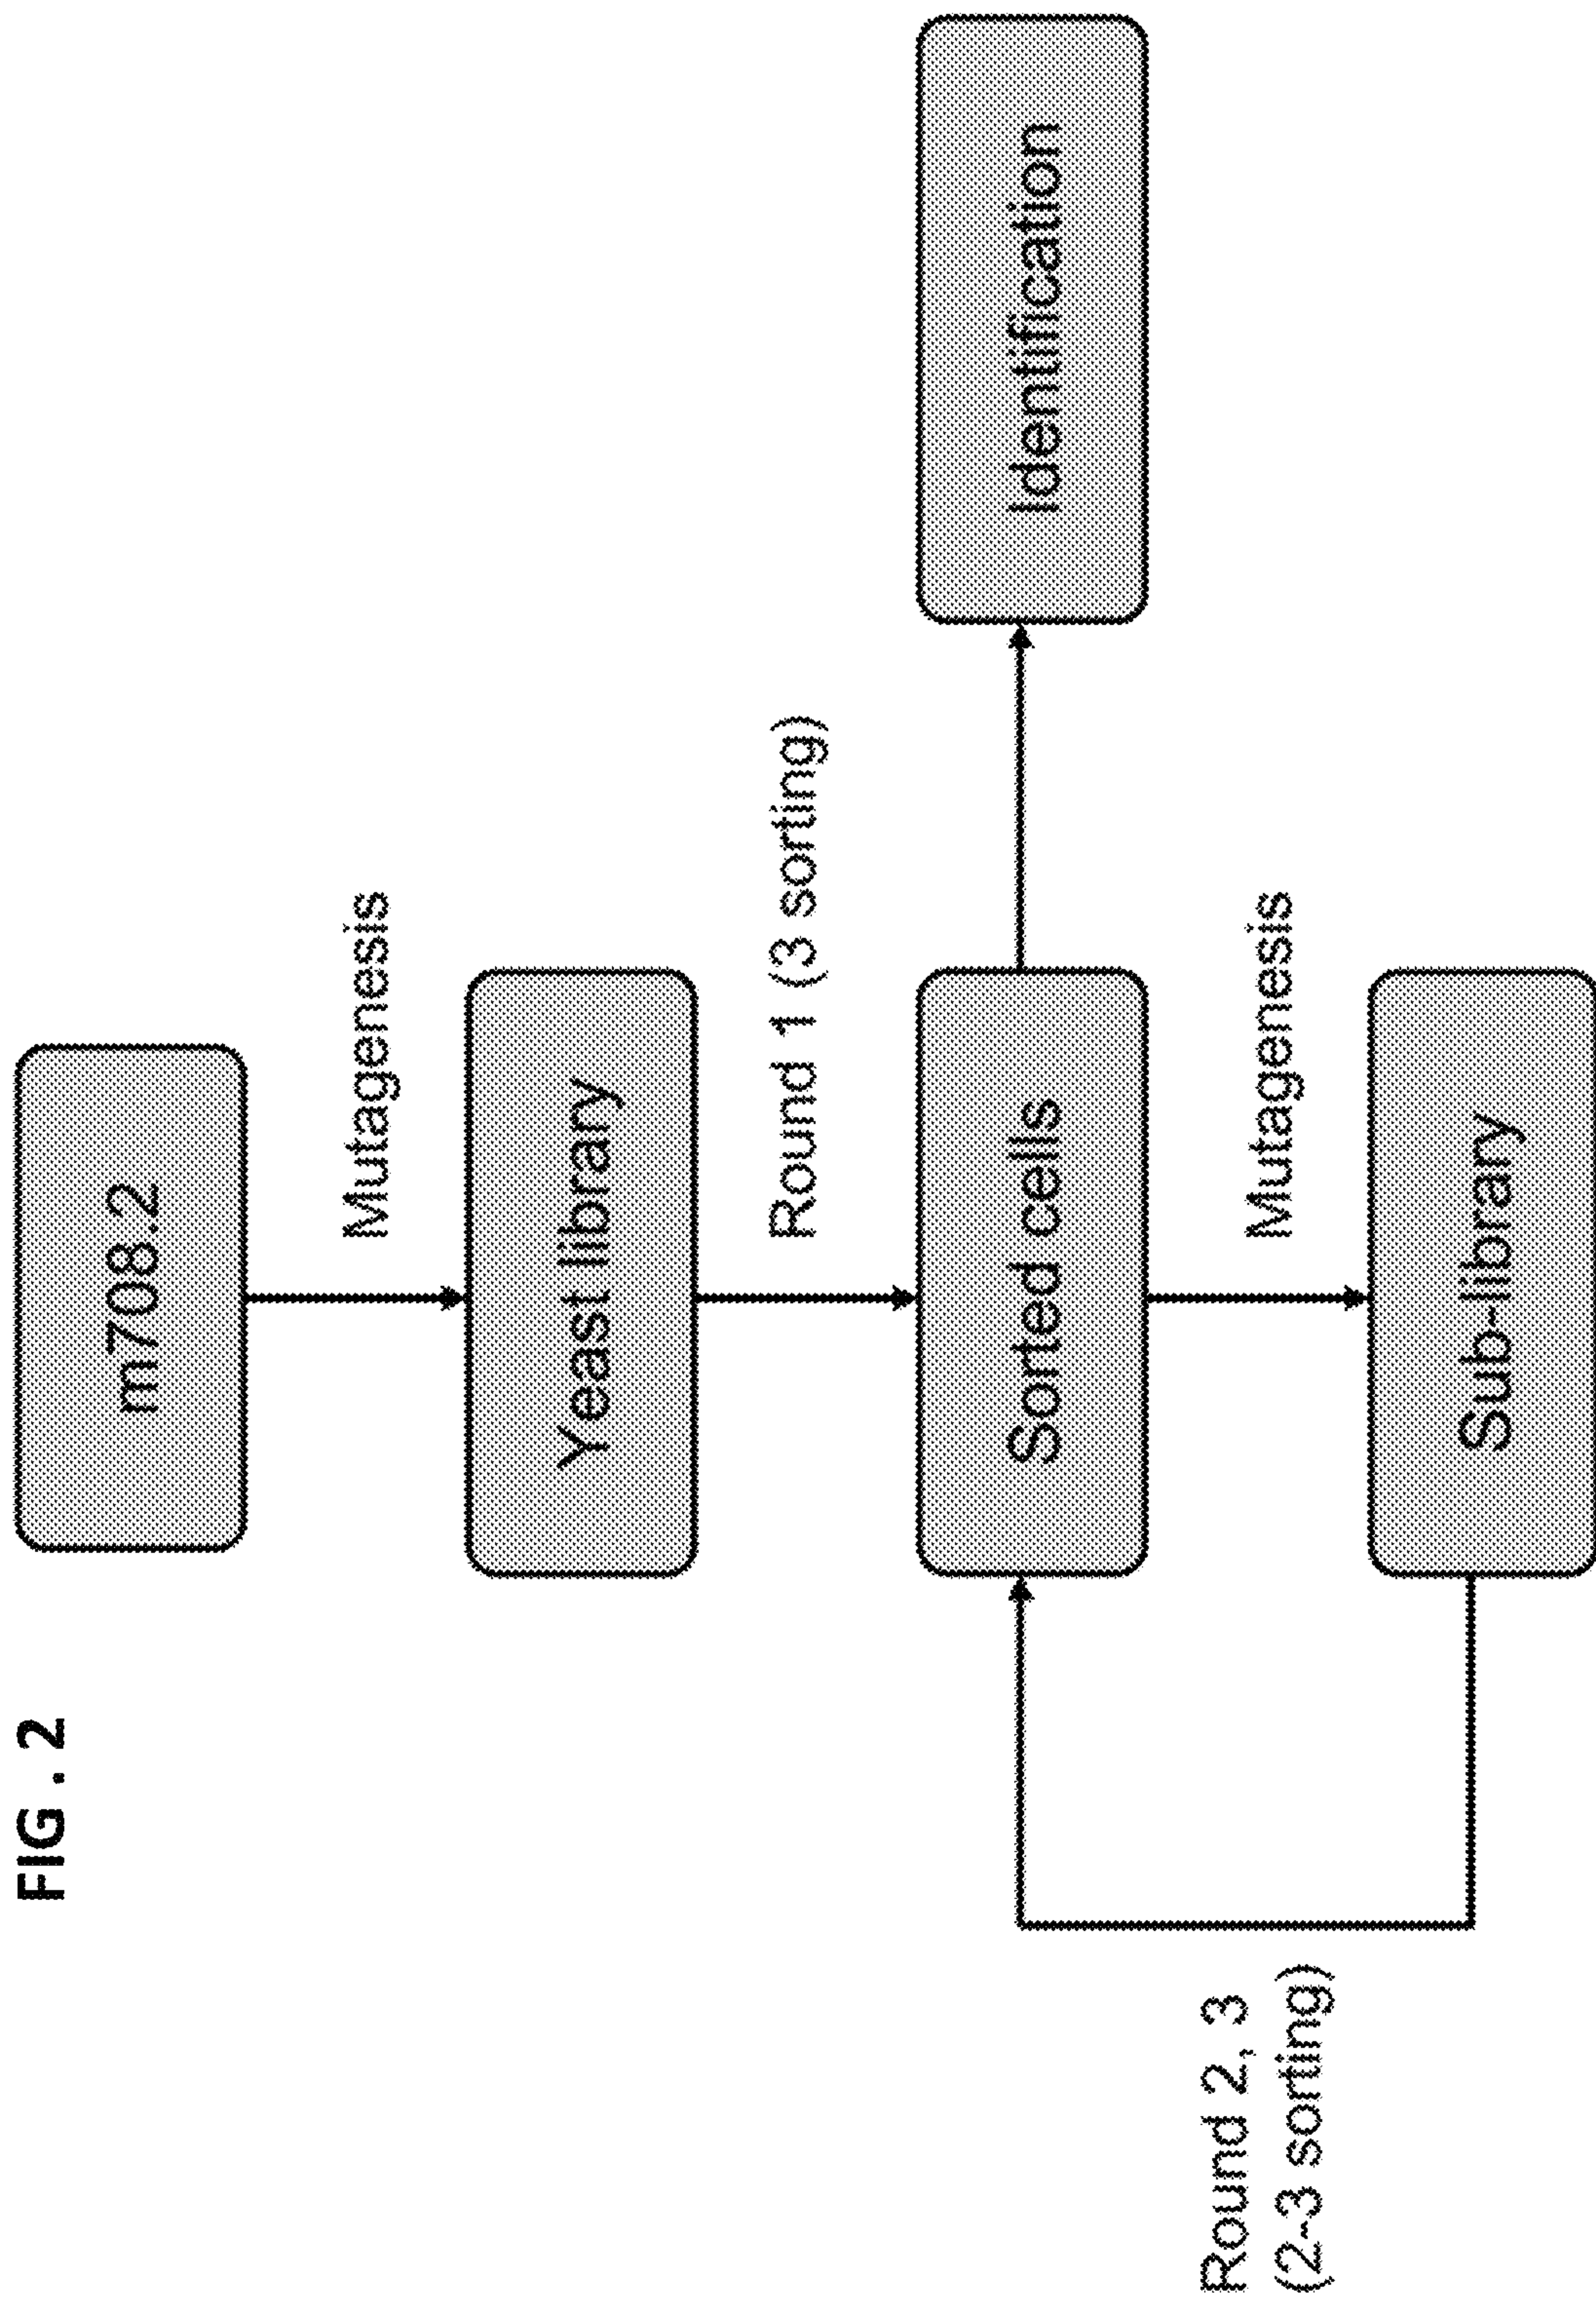 FIG . 2
m708.2
Mutagenesis
Yeast library
Round 1 (3 sorting)
Sorted cells
Identification
Mutagenesis
Sub-library
Round 2, 3
(2-3 sorting)